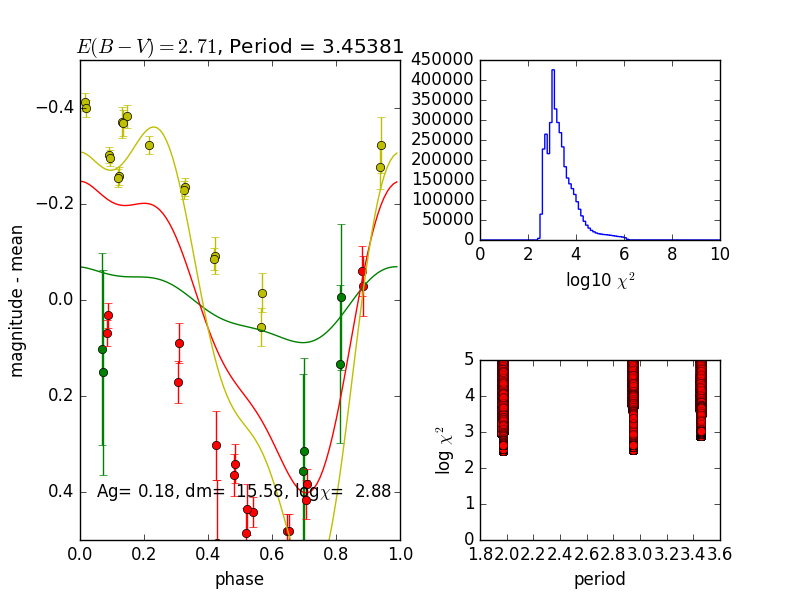 E(B − V) = 2.71, Period = 3.45381
−0.4
−0.2
0.0
0.2
0.4
magnitude - mean
Ag= 0.18, dm= 15.58, logχ= 2.88
0.0 0.2 0.4 0.6 0.8 1.0
phase
450000
400000
350000
300000
250000
200000
150000
100000
50000
0
0 2 4 6 8 10
log10 χ²
5
4
3
2
1
0
log χ²
1.8 2.0 2.2 2.4 2.6 2.8 3.0 3.2 3.4 3.6
period